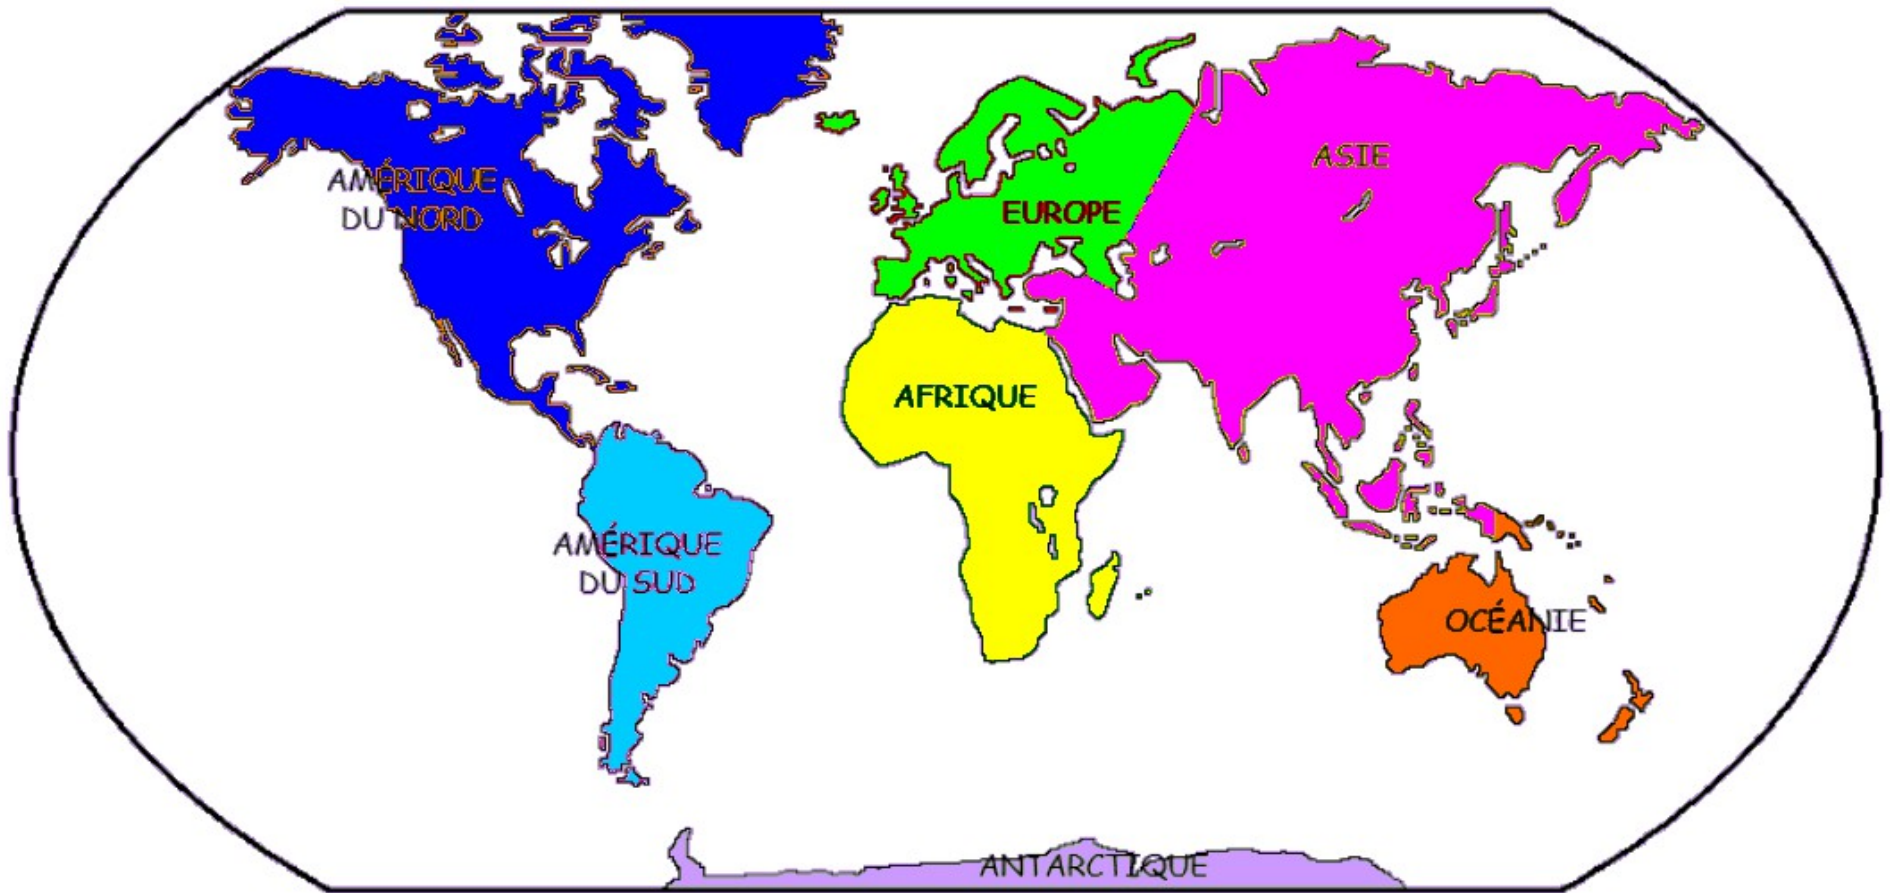 AMÉRIQUE
DU NORD
EUROPE
ASIE
AFRIQUE
AMÉRIQUE
DU SUD
OCÉANIE
ANTARCTIQUE